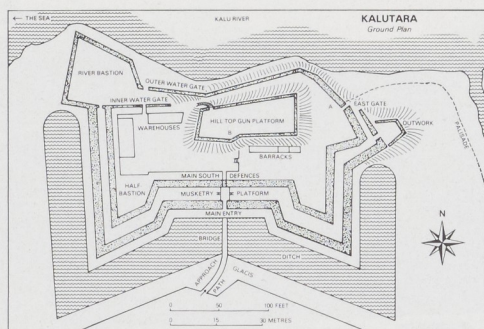 ← THE SEA
KALU RIVER
KALUTARA
Ground Plan
RIVER BASTION
OUTER WATER GATE
INNER WATER GATE
WAREHOUSES
HILL TOP GUN PLATFORM
A
EAST GATE
OUTWORK
PALISADE
B
BARRACKS
HALF
BASTION
MAIN SOUTH DEFENCES
MUSKETRY PLATFORM
MAIN ENTRY
BRIDGE
DITCH
APPROACH
PATH
GLACIS
N
0 50 100 FEET
0 15 30 METRES